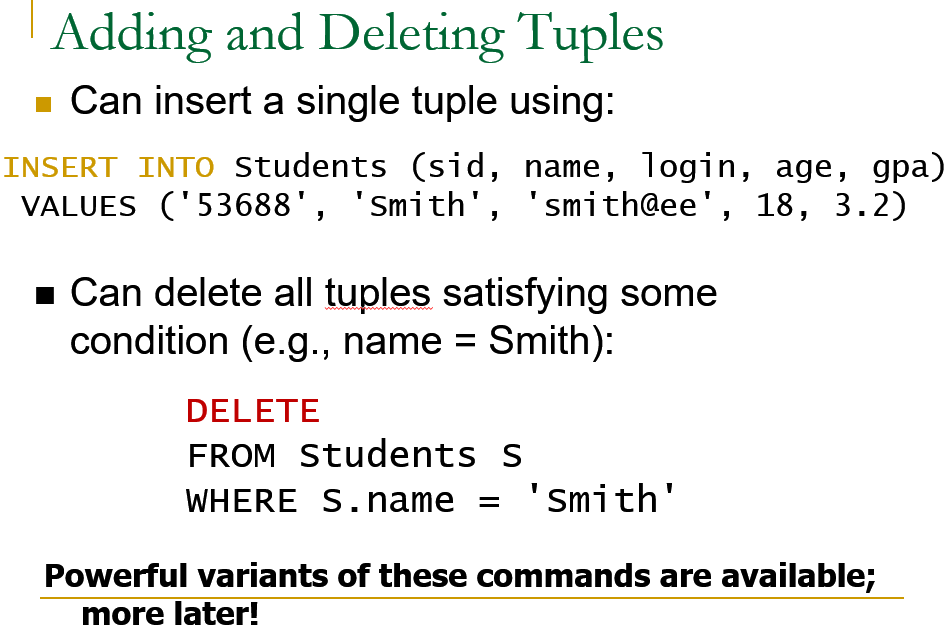 Adding and Deleting Tuples
Can insert a single tuple using:
INSERT INTO Students (sid, name, login, age, gpa)
VALUES ('53688', 'Smith', 'smith@ee', 18, 3.2)
Can delete all tuples satisfying some
condition (e.g., name = Smith):
DELETE
FROM Students S
WHERE S.name = 'Smith'
Powerful variants of these commands are available;
more later!